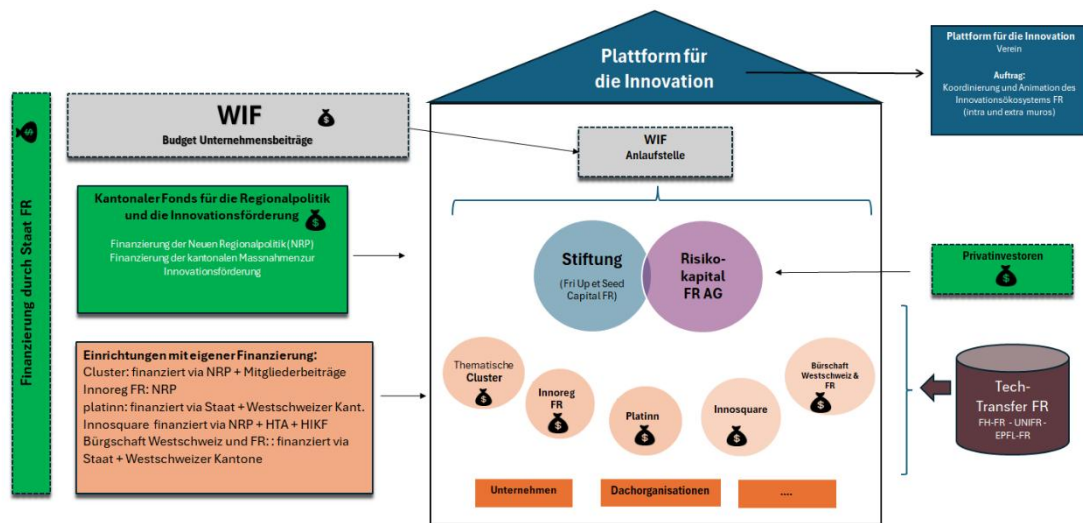 Finanzierung durch Staat FR
WIF
Budget Unternehmensbeiträge
Kantonaler Fonds für die Regionalpolitik
und die Innovationsförderung
Finanzierung der Neuen Regionalpolitik (NRP)
Finanzierung der kantonalen Massnahmen zur
Innovationsförderung
Einrichtungen mit eigener Finanzierung:
Cluster: finanziert via NRP + Mitgliederbeiträge
Innoreg FR: NRP
platinn: finanziert via Staat + Westschweizer Kant.
Innosquare finanziert via NRP + HTA + HIKF
Bürgschaft Westschweiz und FR: : finanziert via
Staat + Westschweizer Kantone
Plattform für
die Innovation
WIF
Anlaufstelle
Stiftung
(Fri Up et Seed
Capital FR)
Risiko-
kapital
FR AG
Thematische
Cluster
Innoreg
FR
Platinn
Innosquare
Bürschaft
Westschweiz &
FR
Unternehmen
Dachorganisationen
....
Plattform für die Innovation
Verein
Auftrag:
Koordinierung und Animation des
Innovationsökosystems FR
(intra und extra muros)
Privatinvestoren
Tech-
Transfer FR
FH-FR - UNIFR -
EPFL-FR